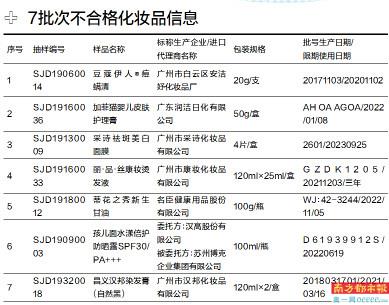 7批次不合格化妆品信息
序号 抽样编号 样品名称 标称生产企业/进口代理商名称 包装规格 批号生产日期/限期使用日期
1 SJD19060014 豆蔻伊人®痘螨清 广州市白云区安洁好化妆品厂 20g/支 20171103/20201102
2 SJD19160036 加菲猫婴儿皮肤护理膏 广东润洁日化有限公司 50g/盒 AH OA AGOA/2022/01/08
3 SJD19130009 采诗祛斑美白面膜 广州市采诗化妆品有限公司 4片/盒 2601/20230925
4 SJD19160033 丽·品·丝康妆烫发液 广州市康妆化妆品有限公司 120ml×25ml/盒 GZDK1205/20211203/三年
5 SJD19180012 葵花之秀新生甘油 名臣健康用品股份有限公司 100g/瓶 WJ:42-3244/2022/11/05
6 SJD19090003 孩儿面水漾倍护防晒露SPF30/PA+++ 委托方:汉高股份有限公司 被委托方:苏州博克企业集团有限公司 100ml/瓶 D61939912S/20220619
7 SJD19320018 昌义汉邦染发膏(自然黑) 广州市汉邦化妆品有限公司 120ml×2/盒 2018031701/2021/03/16
南方都市报
奥一网